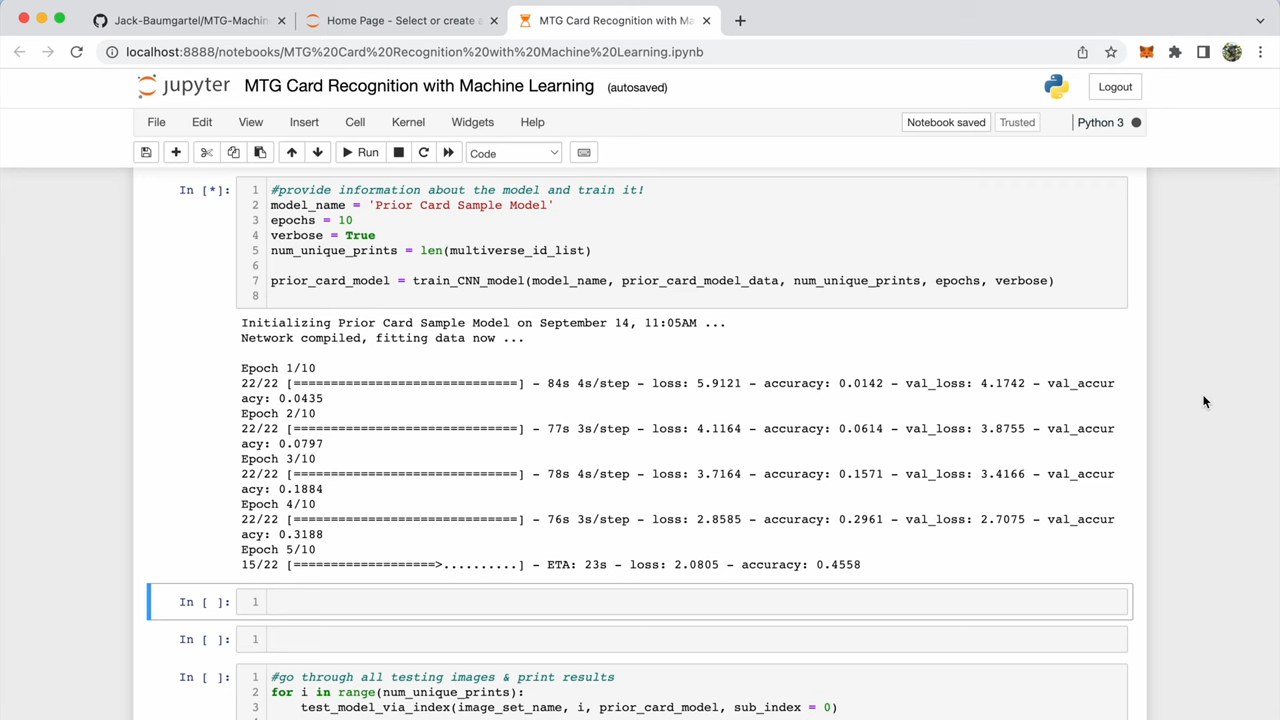 Jack-Baumgartel/MTG-Machin
Home Page - Select or create a
MTG Card Recognition with Ma
localhost:8888/notebooks/MTG%20Card%20Recognition%20with%20Machine%20Learning.ipynb
jupyter MTG Card Recognition with Machine Learning (autosaved)
Logout
File Edit View Insert Cell Kernel Widgets Help
Notebook saved Trusted Python 3
Run Code
In [*]:
1 #provide information about the model and train it!
2 model_name = 'Prior Card Sample Model'
3 epochs = 10
4 verbose = True
5 num_unique_prints = len(multiverse_id_list)
6
7 prior_card_model = train_CNN_model(model_name, prior_card_model_data, num_unique_prints, epochs, verbose)
8
Initializing Prior Card Sample Model on September 14, 11:05AM ...
Network compiled, fitting data now ...
Epoch 1/10
22/22 [==============================] - 84s 4s/step - loss: 5.9121 - accuracy: 0.0142 - val_loss: 4.1742 - val_accur
acy: 0.0435
Epoch 2/10
22/22 [==============================] - 77s 3s/step - loss: 4.1164 - accuracy: 0.0614 - val_loss: 3.8755 - val_accur
acy: 0.0797
Epoch 3/10
22/22 [==============================] - 78s 4s/step - loss: 3.7164 - accuracy: 0.1571 - val_loss: 3.4166 - val_accur
acy: 0.1884
Epoch 4/10
22/22 [==============================] - 76s 3s/step - loss: 2.8585 - accuracy: 0.2961 - val_loss: 2.7075 - val_accur
acy: 0.3188
Epoch 5/10
15/22 [===================>..........] - ETA: 23s - loss: 2.0805 - accuracy: 0.4558
In [ ]: 1
In [ ]: 1
In [ ]: 1 #go through all testing images & print results
2 for i in range(num_unique_prints):
3 test_model_via_index(image_set_name, i, prior_card_model, sub_index = 0)